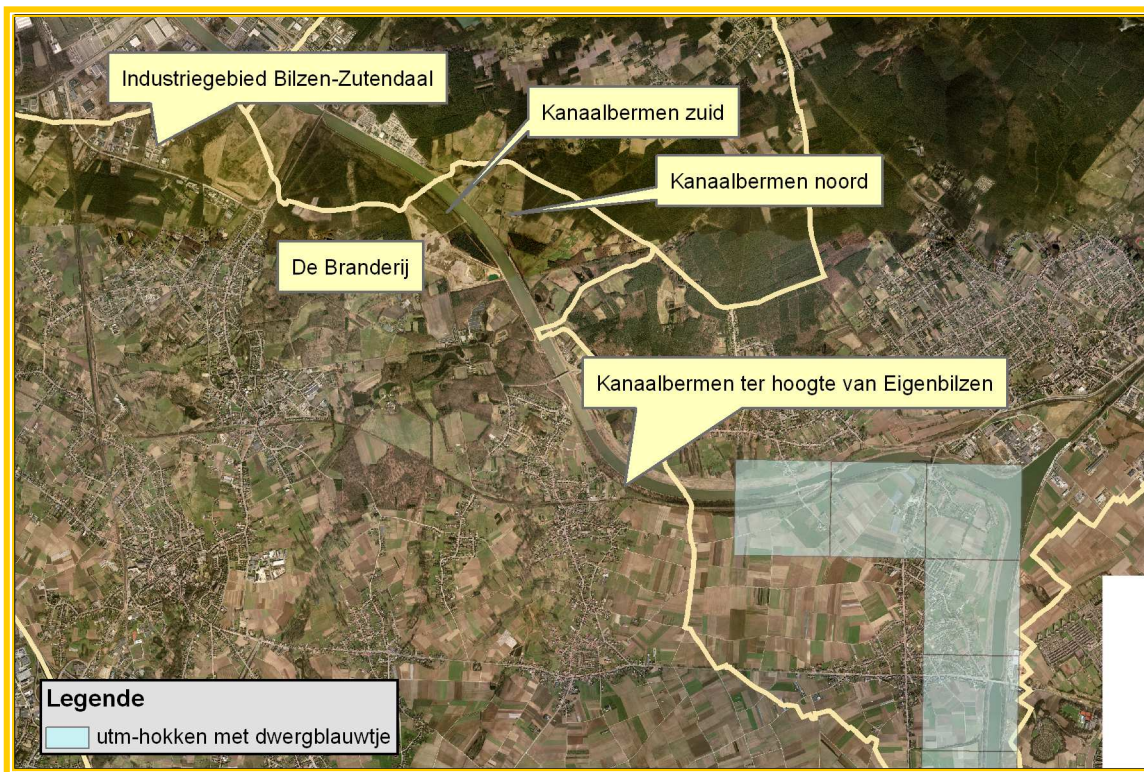 Industriegebied Bilzen-Zutendaal
Kanaalbermen zuid
Kanaalbermen noord
De Branderij
Kanaalbermen ter hoogte van Eigenbilzen
Legende
utm-hokken met dwergblauwtje